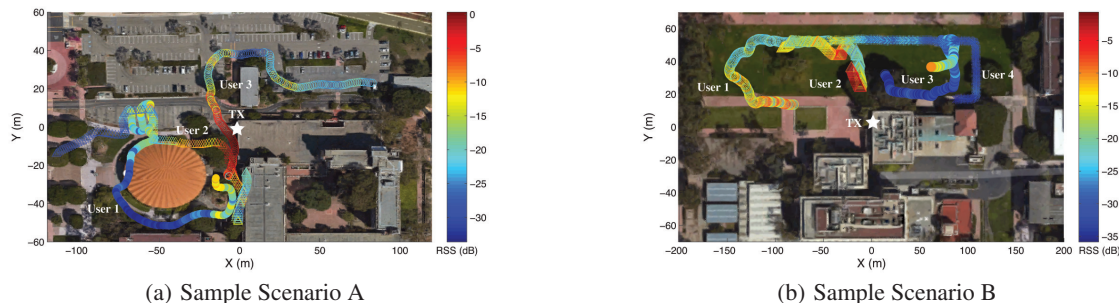 60
40
20
0
−20
−40
−60
Y (m)
−100
−50
0
50
100
X (m)
User 1
User 2
User 3
TX
0
−5
−10
−15
−20
−25
−30
RSS (dB)
(a) Sample Scenario A
60
40
20
0
−20
−40
−60
Y (m)
−200
−150
−100
−50
0
50
100
150
200
X (m)
User 1
User 2
User 3
User 4
TX
−5
−10
−15
−20
−25
−30
−35
RSS (dB)
(b) Sample Scenario B